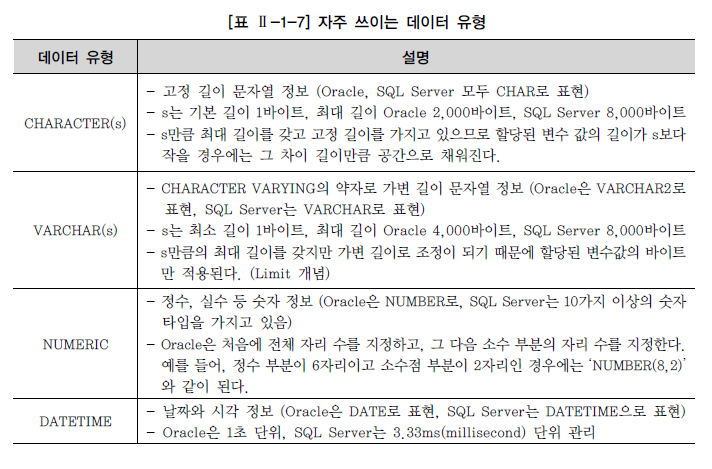 [표 Ⅱ-1-7] 자주 쓰이는 데이터 유형
데이터 유형
설명
CHARACTER(s)
- 고정 길이 문자열 정보 (Oracle, SQL Server 모두 CHAR로 표현)
- s는 기본 길이 1바이트, 최대 길이 Oracle 2,000바이트, SQL Server 8,000바이트
- s만큼 최대 길이를 갖고 고정 길이를 가지고 있으므로 할당된 변수 값의 길이가 s보다
작을 경우에는 그 차이 길이만큼 공간으로 채워진다.
VARCHAR(s)
- CHARACTER VARYING의 약자로 가변 길이 문자열 정보 (Oracle은 VARCHAR2로
표현, SQL Server는 VARCHAR로 표현)
- s는 최소 길이 1바이트, 최대 길이 Oracle 4,000바이트, SQL Server 8,000바이트
- s만큼의 최대 길이를 갖지만 가변 길이로 조정이 되기 때문에 할당된 변수값의 바이트
만 적용된다. (Limit 개념)
NUMERIC
- 정수, 실수 등 숫자 정보 (Oracle은 NUMBER로, SQL Server는 10가지 이상의 숫자
타입을 가지고 있음)
- Oracle은 처음에 전체 자리 수를 지정하고, 그 다음 소수 부분의 자리 수를 지정한다.
예를 들어, 정수 부분이 6자리이고 소수점 부분이 2자리인 경우에는 ‘NUMBER(8,2)’
와 같이 된다.
DATETIME
- 날짜와 시각 정보 (Oracle은 DATE로 표현, SQL Server는 DATETIME으로 표현)
- Oracle은 1초 단위, SQL Server는 3.33ms(millisecond) 단위 관리